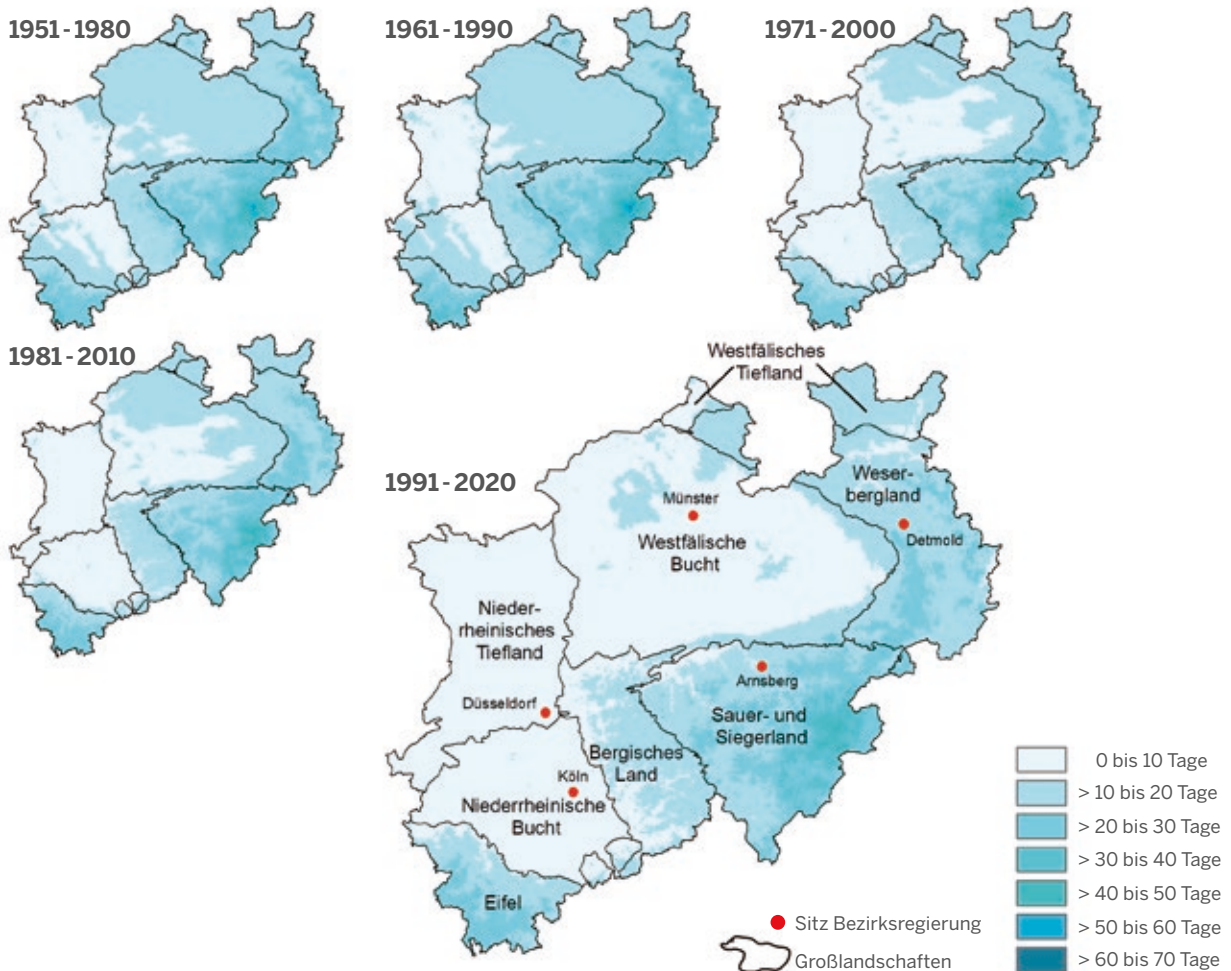 1951-1980
1961-1990
1971-2000
1981-2010
1991-2020
Westfälisches
Tiefland
Weser-
bergland
Münster
Detmold
Westfälische
Bucht
Nieder-
rheinisches
Tiefland
Düsseldorf
Arnsberg
Sauer- und
Siegerland
Bergisches
Land
Köln
Niederrheinische
Bucht
Eifel
Sitz Bezirksregierung
Großlandschaften
0 bis 10 Tage
> 10 bis 20 Tage
> 20 bis 30 Tage
> 30 bis 40 Tage
> 40 bis 50 Tage
> 50 bis 60 Tage
> 60 bis 70 Tage